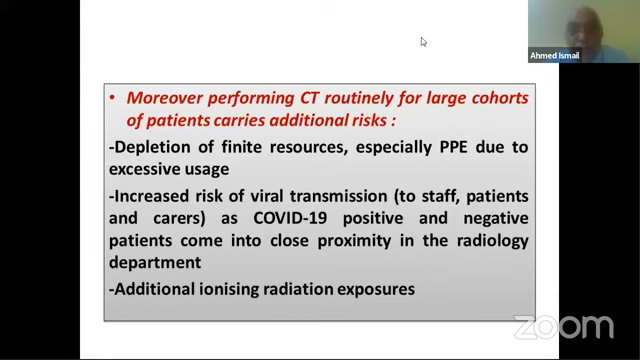 Ahmed Ismail
• Moreover performing CT routinely for large cohorts
of patients carries additional risks :
-Depletion of finite resources, especially PPE due to
excessive usage
-Increased risk of viral transmission (to staff, patients
and carers) as COVID-19 positive and negative
patients come into close proximity in the radiology
department
-Additional ionising radiation exposures
zoom